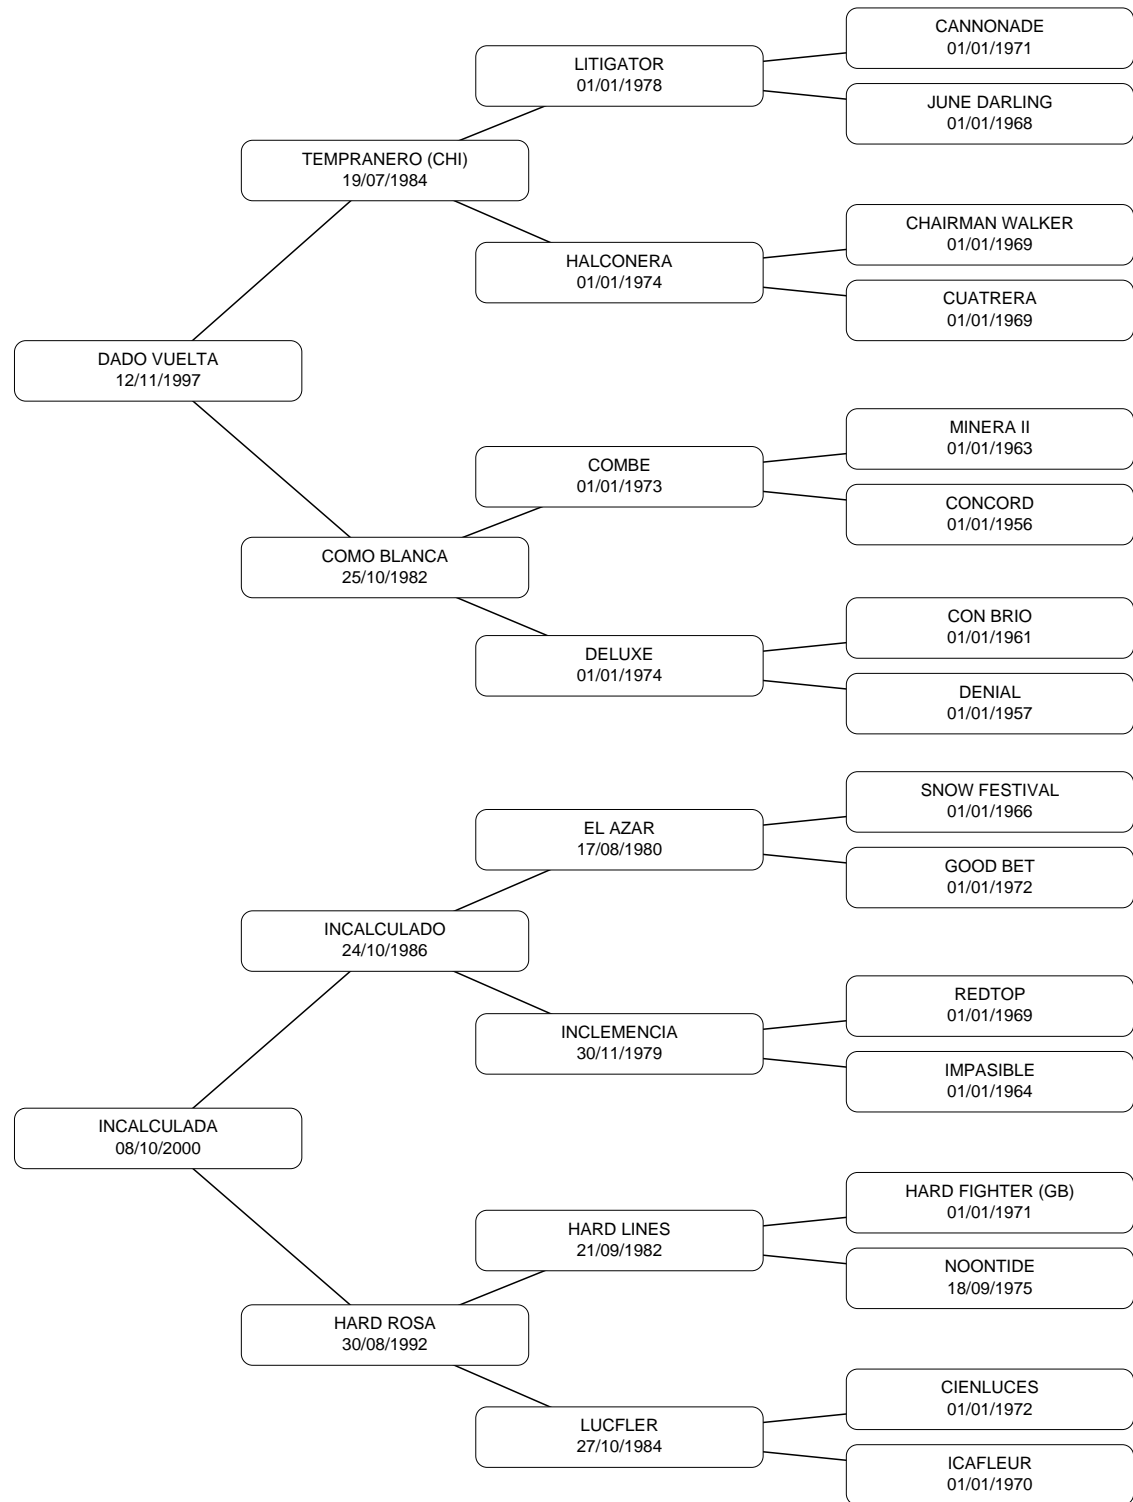 CANNONADE
01/01/1971
LITIGATOR
01/01/1978
JUNE DARLING
01/01/1968
TEMPRANERO (CHI)
19/07/1984
CHAIRMAN WALKER
01/01/1969
HALCONERA
01/01/1974
CUATRERA
01/01/1969
DADO VUELTA
12/11/1997
MINERA II
01/01/1963
COMBE
01/01/1973
CONCORD
01/01/1956
COMO BLANCA
25/10/1982
CON BRIO
01/01/1961
DELUXE
01/01/1974
DENIAL
01/01/1957
SNOW FESTIVAL
01/01/1966
EL AZAR
17/08/1980
GOOD BET
01/01/1972
INCALCULADO
24/10/1986
REDTOP
01/01/1969
INCLEMENCIA
30/11/1979
IMPASIBLE
01/01/1964
INCALCULADA
08/10/2000
HARD FIGHTER (GB)
01/01/1971
HARD LINES
21/09/1982
NOONTIDE
18/09/1975
HARD ROSA
30/08/1992
CIENLUCES
01/01/1972
LUCFLER
27/10/1984
ICAFLEUR
01/01/1970